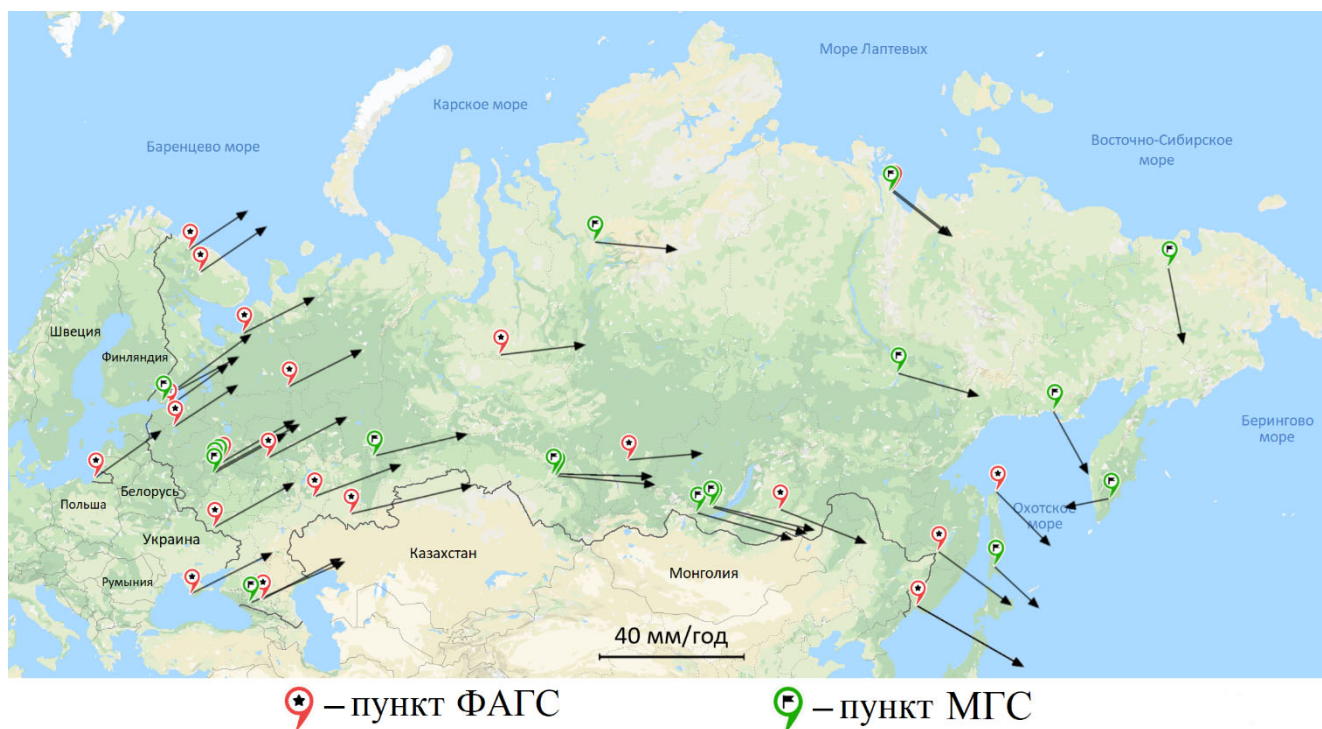 Море Лаптевых
Карское море
Баренцево море
Восточно-Сибирское
море
Швеция
Финляндия
Берингово
море
Польша
Белорусь
Охотское
море
Украина
Казахстан
Монголия
Румыния
40 мм/год
– пункт ФАГС
– пункт МГС